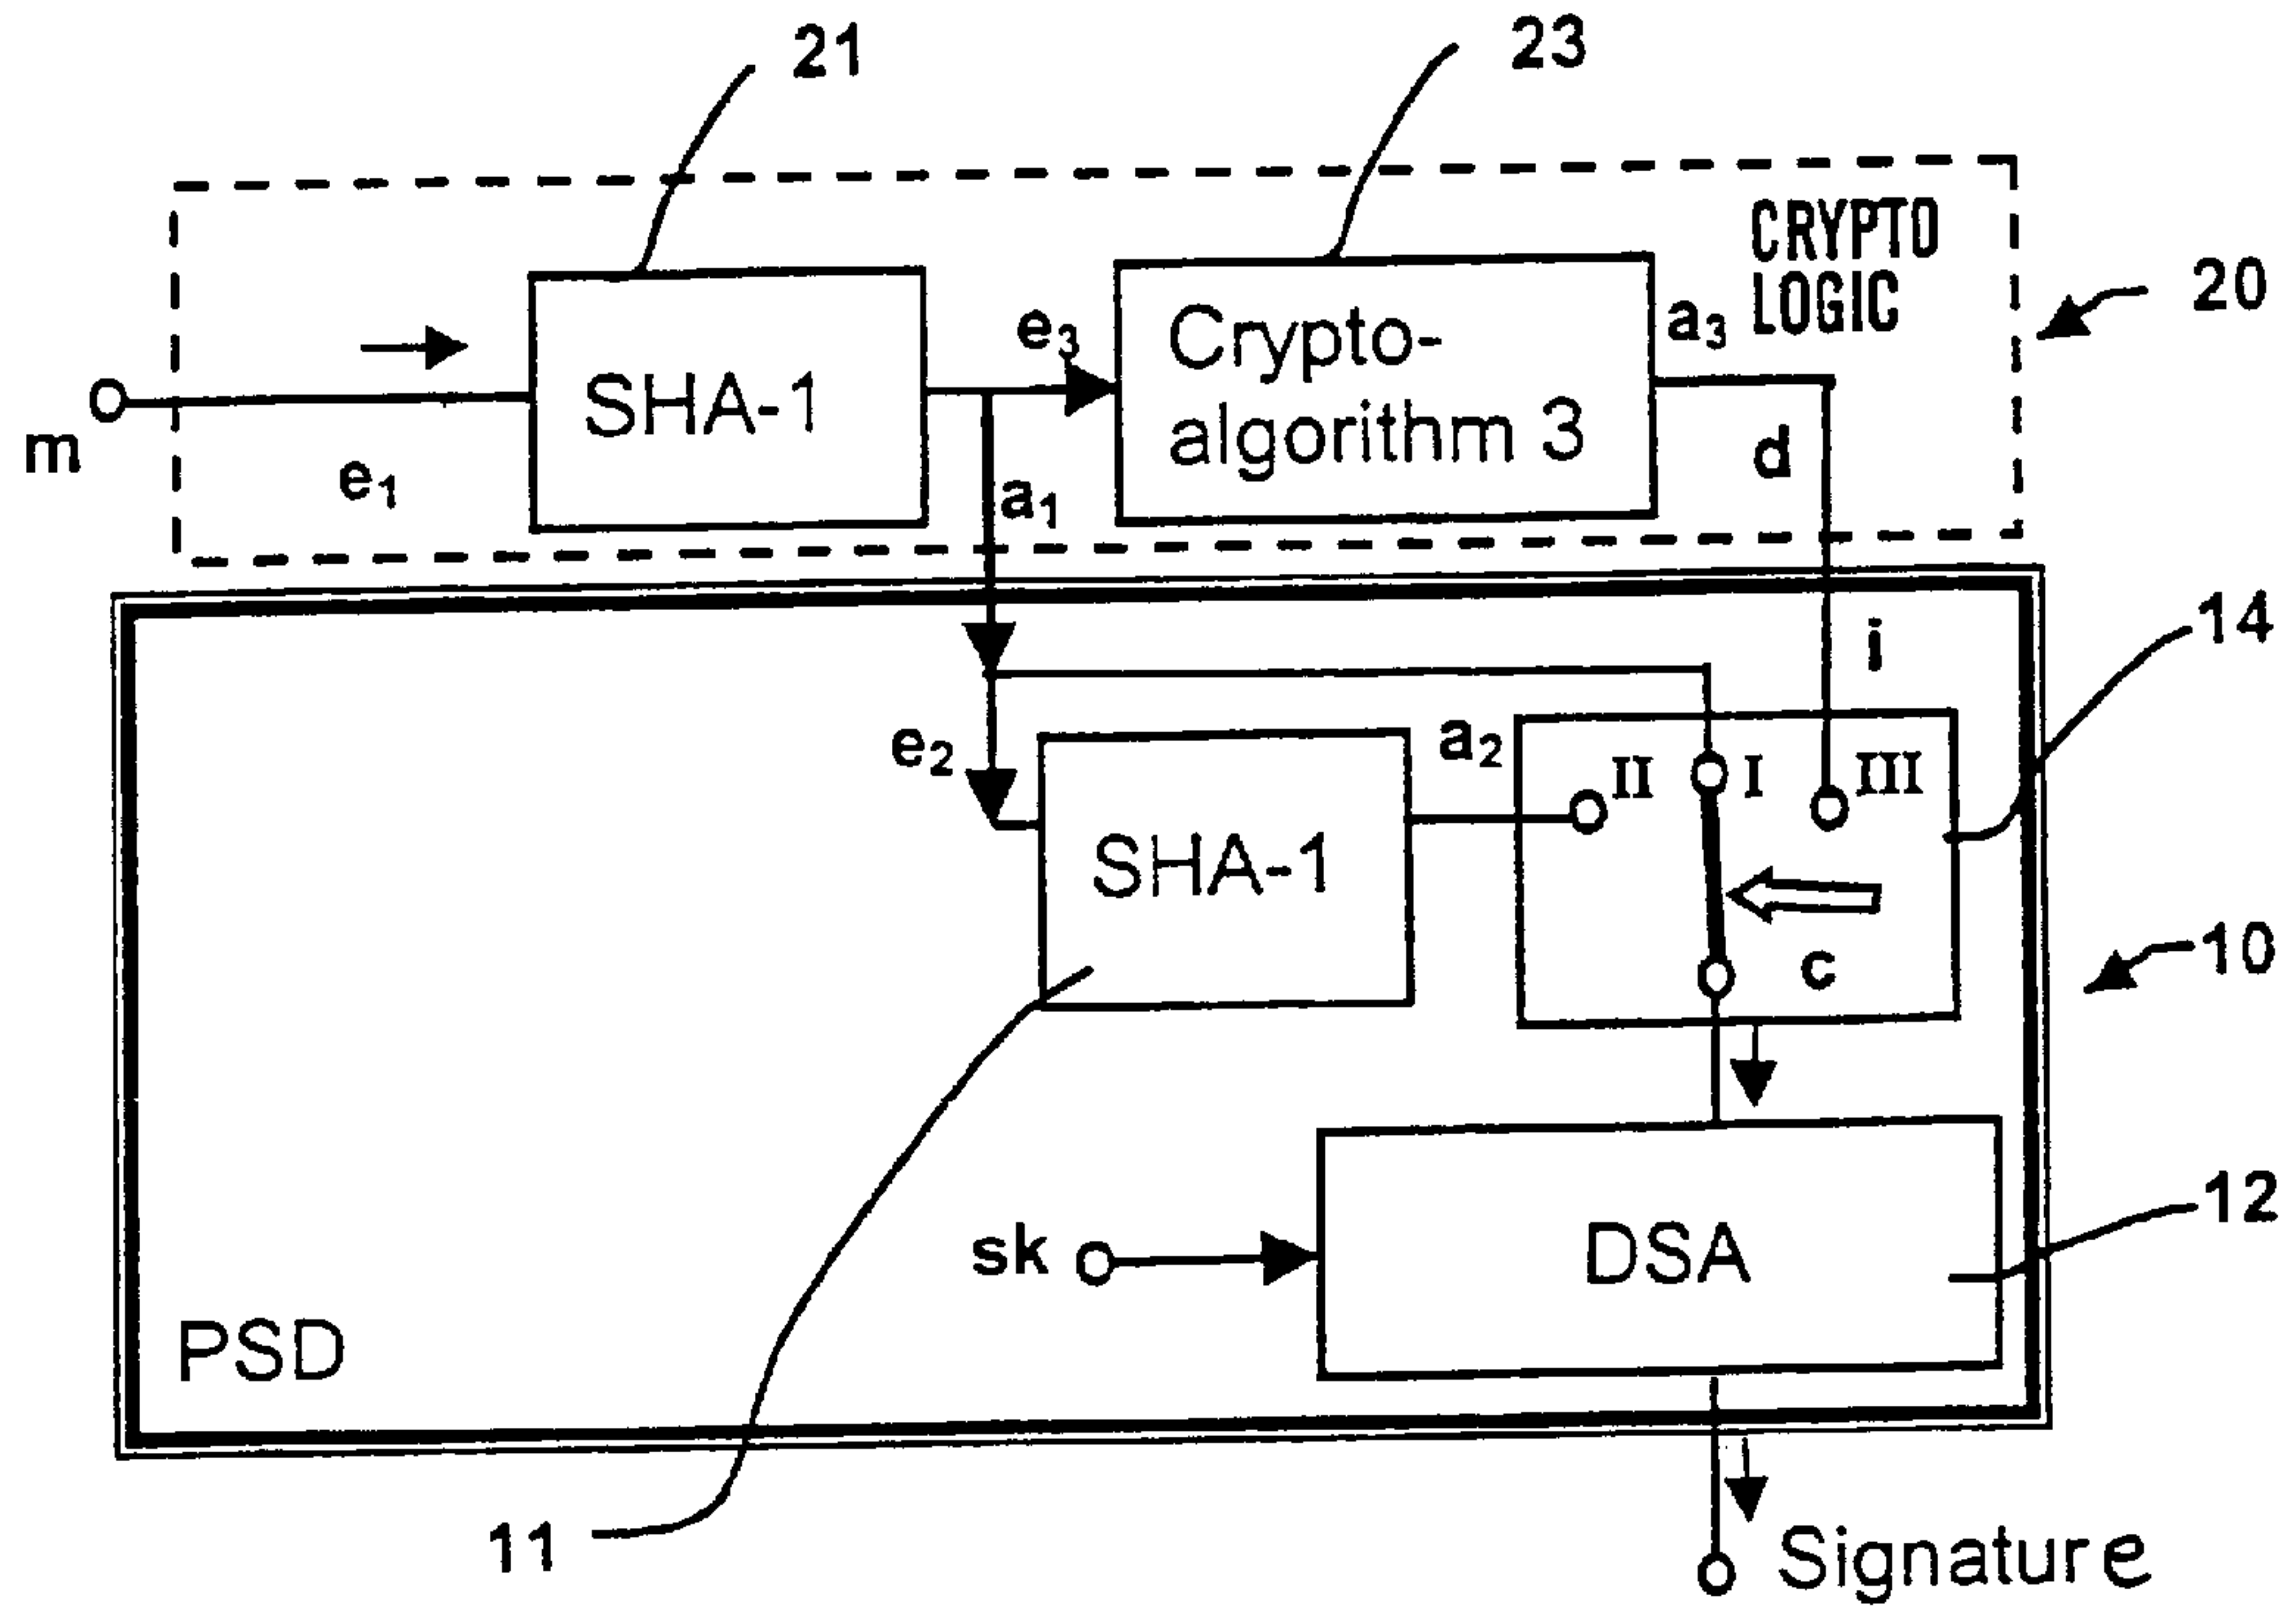 21
23
CRYPTO
LOGIC
20
m
e1
SHA-1
e3
Crypto-
algorithm 3
a3
d
a1
i
14
e2
SHA-1
a2
II
I
III
c
10
sk
DSA
12
PSD
11
Signature